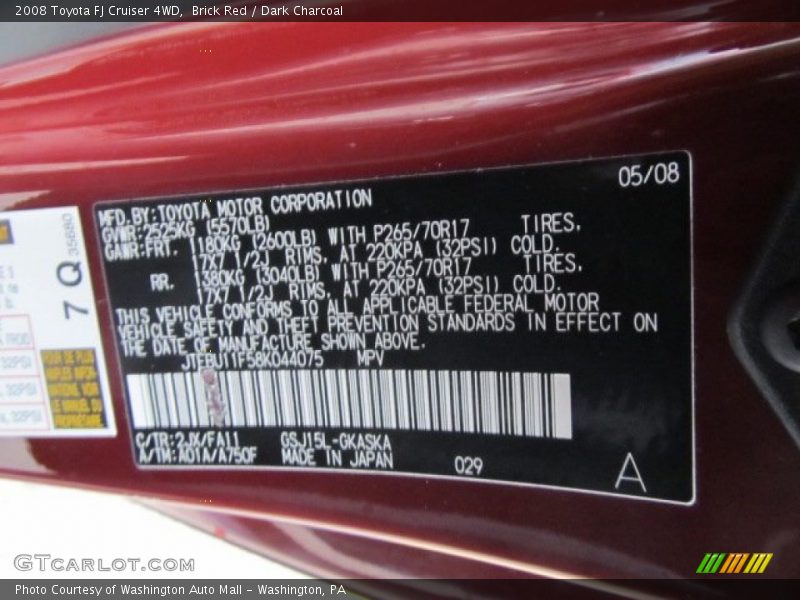 2008 Toyota FJ Cruiser 4WD,  Brick Red / Dark Charcoal
05/08
MFD.BY:TOYOTA MOTOR CORPORATION
GVWR:2525KG (5570LB)
GAWR:FRT. 1180KG (2600LB) WITH P265/70R17 TIRES,
17X7 1/2J RIMS, AT 220KPA (32PSI) COLD.
RR. 1380KG (3040LB) WITH P265/70R17 TIRES,
17X7 1/2J RIMS, AT 220KPA (32PSI) COLD.
THIS VEHICLE CONFORMS TO ALL APPLICABLE FEDERAL MOTOR
VEHICLE SAFETY AND THEFT PREVENTION STANDARDS IN EFFECT ON
THE DATE OF MANUFACTURE SHOWN ABOVE.
JTEBU11F58K044075 MPV
C/TR:2JX/FA11 GSJ15L-GKASKA
A/TM:A01A/A750F MADE IN JAPAN 029
A
7 Q 35680
32PSI
32PSI
32PSI
GTCARLOT.COM
Photo Courtesy of Washington Auto Mall – Washington, PA